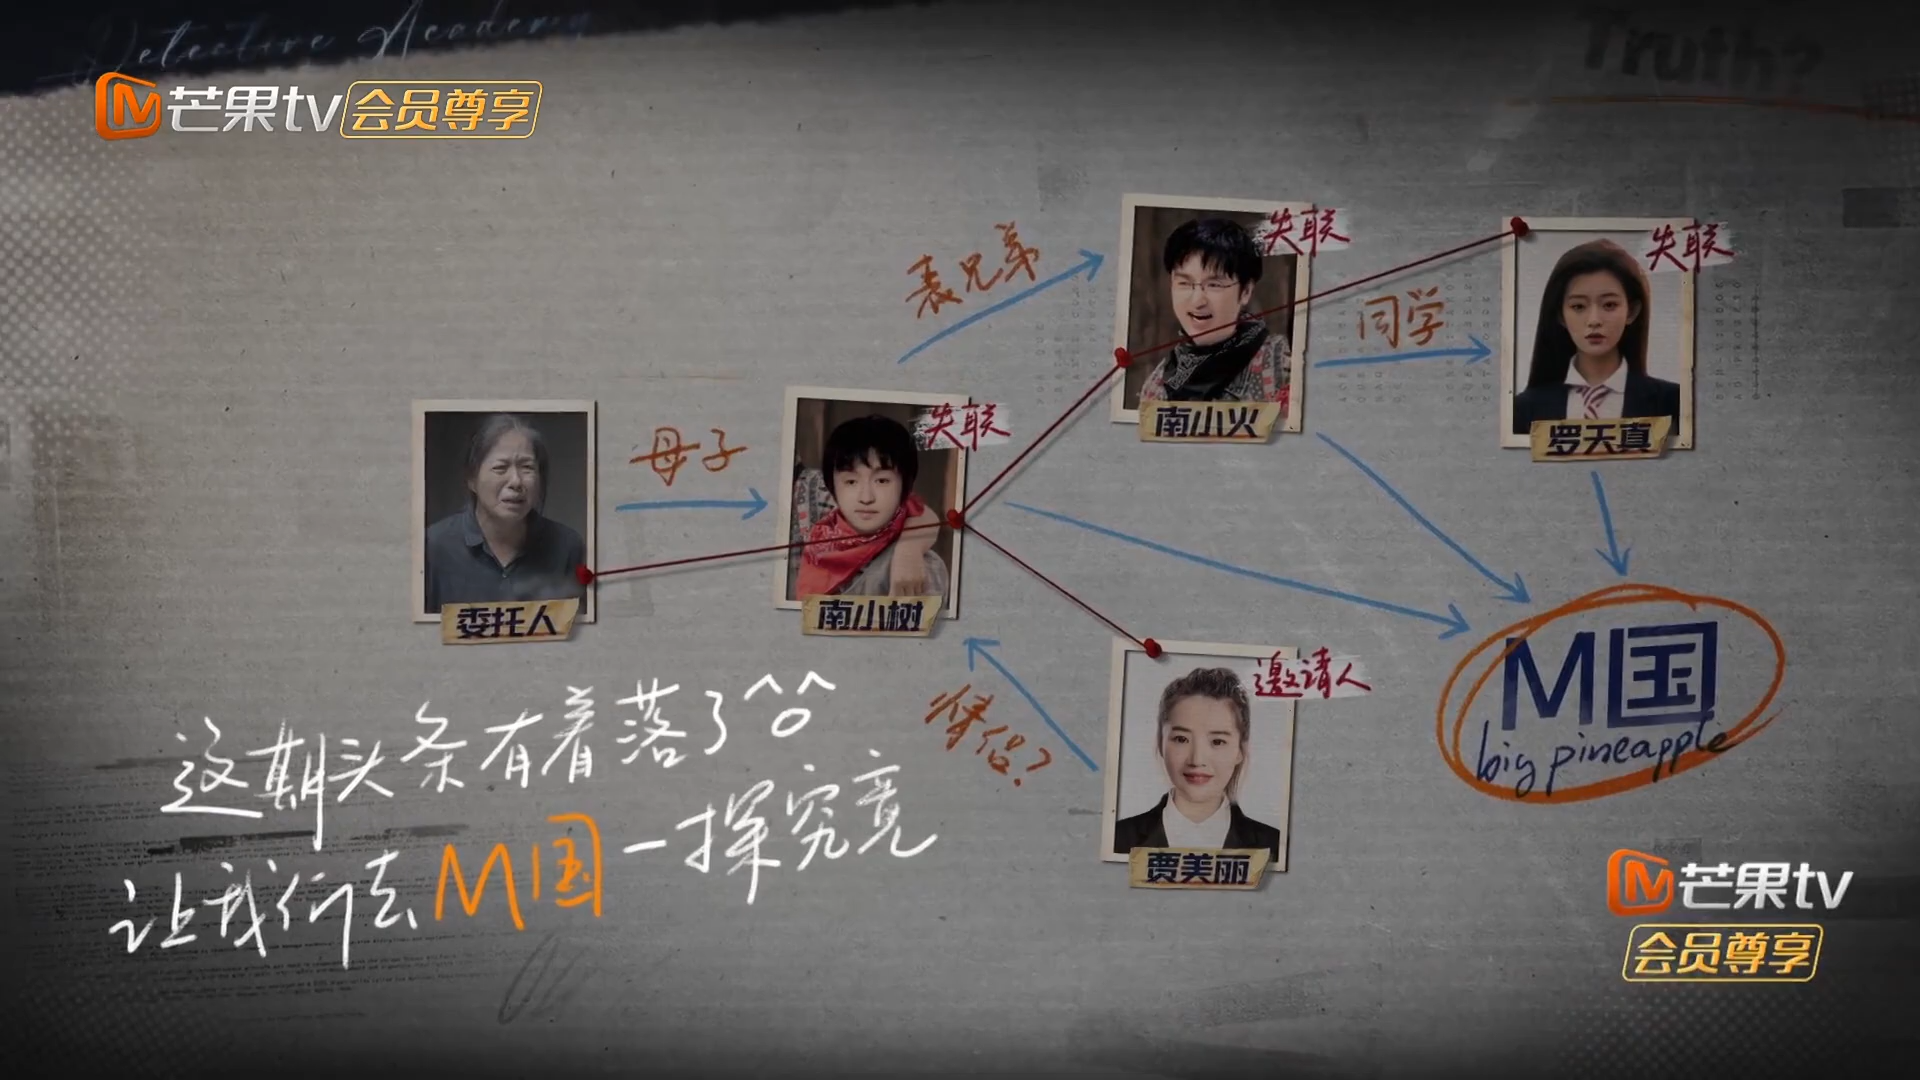 Detective Academy
Truth?
芒果tv 会员尊享
表兄弟
失联
同学
失联
南小火
罗天真
母子
失联
委托人
南小树
M国
big pineapple
邀请人
贾美丽
这期头条有着落了^0^
让我们去M国一探究竟
芒果tv
会员尊享